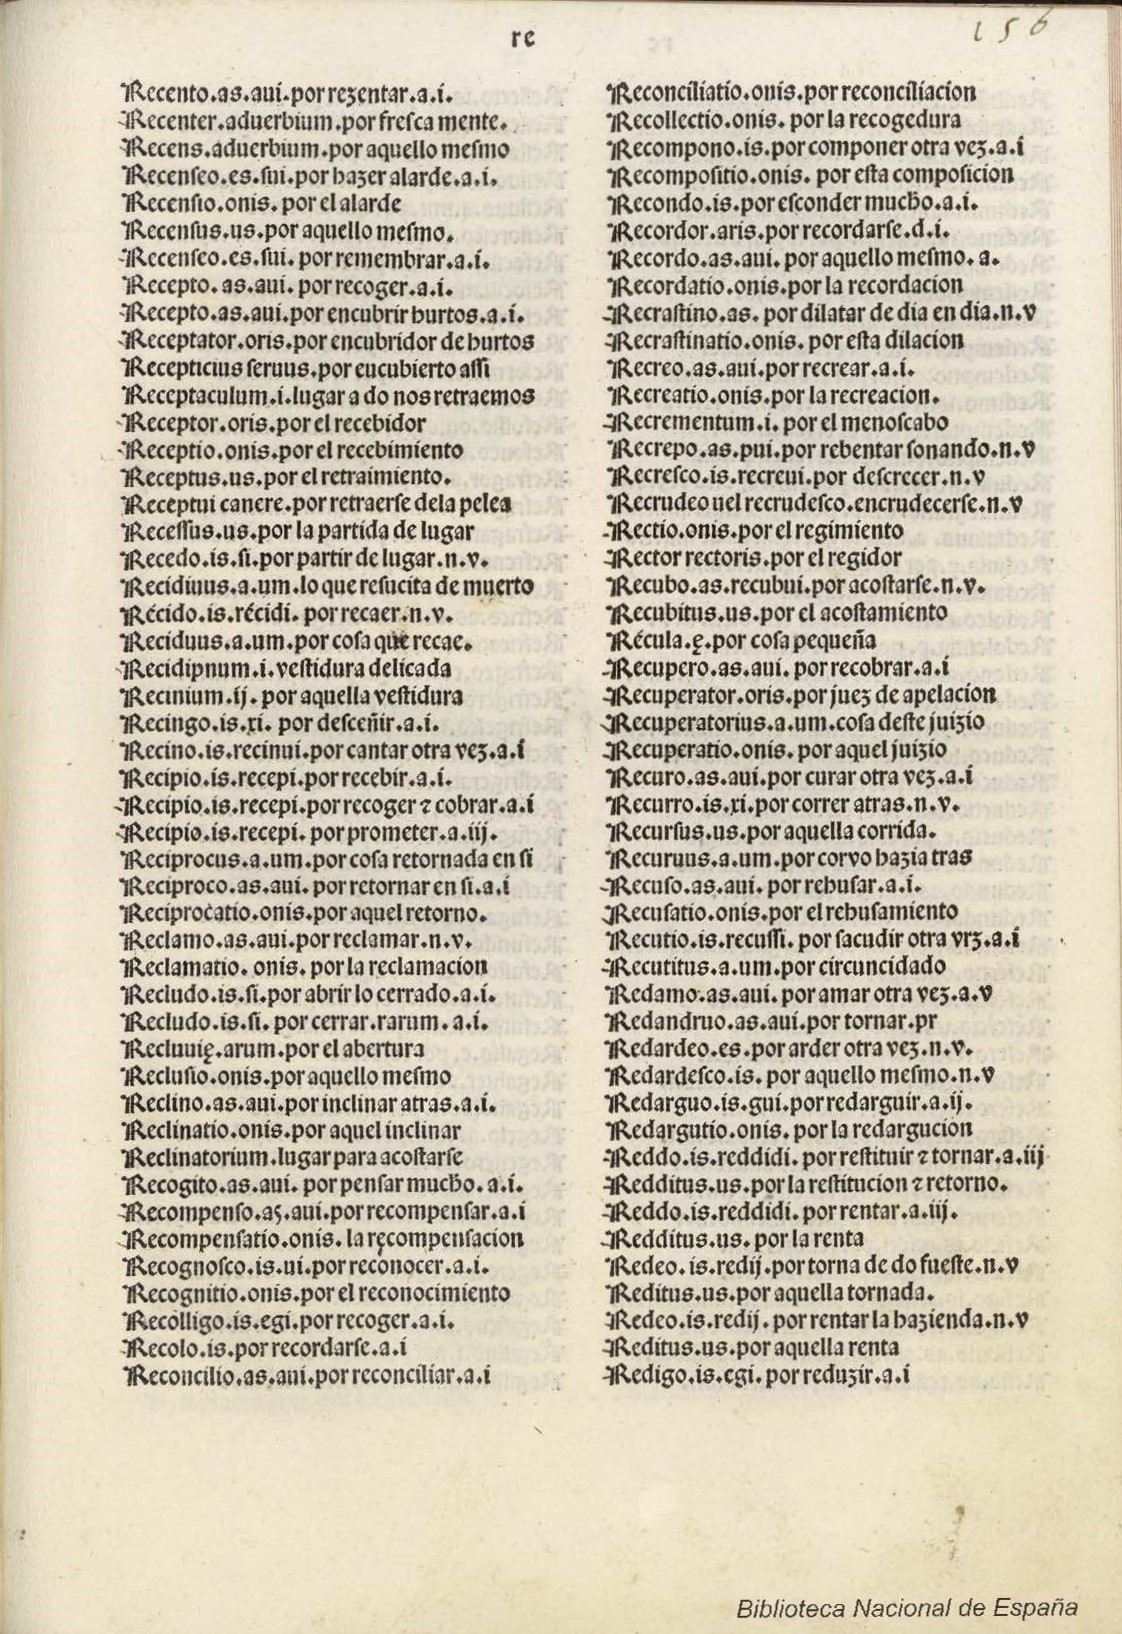 re
156
Recento.as.aui.por rezentar.a.i.
Recenter.aduerbium.por fresca mente.
Recens.aduerbium.por aquello mesmo
Recenseo.es.sui.por hazer alarde.a.i.
Recensio.onis.por el alarde
Recensus.us.por aquello mesmo.
Recenseo.es.sui.por remembrar.a.i.
Recepto.as.aui.por recoger.a.i.
Recepto.as.aui.por encubrir hurtos.a.i.
Receptator.oris.por encubridor de hurtos
Recepticius seruus.por eucubierto assi
Receptaculum.i.lugar a do nos retraemos
Receptor.oris.por el recebidor
Receptio.onis.por el recebimiento
Receptus.us.por el retraimiento.
Receptui canere.por retraerse dela pelea
Recessus.us.por la partida de lugar
Recedo.is.si.por partir de lugar.n.v.
Recidiuus.a.um.lo que resucita de muerto
Récido.is.récidi.por recaer.n.v.
Reciduus.a.um.por cosa que recae.
Recidipnum.i.vestidura delicada
Recinium.ij.por aquella vestidura
Recingo.is.xi.por desceñir.a.i.
Recino.is.recinui.por cantar otra vez.a.i
Recipio.is.recepi.por recebir.a.i.
Recipio.is.recepi.por recoger ⁊ cobrar.a.i
Recipio.is.recepi.por prometer.a.iij.
Reciprocus.a.um.por cosa retornada en si
Reciproco.as.aui.por retornar en si.a.i
Reciprocatio.onis.por aquel retorno.
Reclamo.as.aui.por reclamar.n.v.
Reclamatio.onis.por la reclamacion
Recludo.is.si.por abrir lo cerrado.a.i.
Recludo.is.si.por cerrar.rarum.a.i.
Recluuię.arum.por el abertura
Reclusio.onis.por aquello mesmo
Reclino.as.aui.por inclinar atras.a.i.
Reclinatio.onis.por aquel inclinar
Reclinatorium.lugar para acostarse
Recogito.as.aui.por pensar mucho.a.i.
Recompenso.as.aui.por recompensar.a.i
Recompensatio.onis.la recompensacion
Recognosco.is.ui.por reconocer.a.i.
Recognitio.onis.por el reconocimiento
Recolligo.is.egi.por recoger.a.i.
Recolo.is.por recordarse.a.i
Reconcilio.as.aui.por reconciliar.a.i
Reconciliatio.onis.por reconciliacion
Recollectio.onis.por la recogedura
Recompono.is.por componer otra vez.a.i
Recompositio.onis.por esta composicion
Recondo.is.por esconder mucho.a.i.
Recordor.aris.por recordarse.d.i.
Recordo.as.aui.por aquello mesmo.a.
Recordatio.onis.por la recordacion
Recrastino.as.por dilatar de dia en dia.n.v
Recrastinatio.onis.por esta dilacion
Recreo.as.aui.por recrear.a.i.
Recreatio.onis.por la recreacion.
Recrementum.i.por el menoscabo
Recrepo.as.pui.por rebentar sonando.n.v
Recresco.is.recreui.por descrecer.n.v
Recrudeo uel recrudesco.encrudecerse.n.v
Rectio.onis.por el regimiento
Rector rectoris.por el regidor
Recubo.as.recubui.por acostarse.n.v.
Recubitus.us.por el acostamiento
Récula.ę.por cosa pequeña
Recupero.as.aui.por recobrar.a.i
Recuperator.oris.por juez de apelacion
Recuperatorius.a.um.cosa deste juizio
Recuperatio.onis.por aquel juizio
Recuro.as.aui.por curar otra vez.a.i
Recurro.is.xi.por correr atras.n.v.
Recursus.us.por aquella corrida.
Recuruus.a.um.por corvo hazia tras
Recuso.as.aui.por rehusar.a.i.
Recusatio.onis.por el rehusamiento
Recutio.is.recussi.por sacudir otra vrz.a.i
Recutitus.a.um.por circuncidado
Redamo.as.aui.por amar otra vez.a.v
Redandruo.as.aui.por tornar.pr
Redardeo.es.por arder otra vez.n.v.
Redardesco.is.por aquello mesmo.n.v
Redarguo.is.gui.por redarguir.a.ij.
Redargutio.onis.por la redargucion
Reddo.is.reddidi.por restituir ⁊ tornar.a.iij
Redditus.us.por la restitucion ⁊ retorno.
Reddo.is.reddidi.por rentar.a.iij.
Redditus.us.por la renta
Redeo.is.redij.por torna de do fueste.n.v
Reditus.us.por aquella tornada.
Redeo.is.redij.por rentar la hazienda.n.v
Reditus.us.por aquella renta
Redigo.is.egi.por reduzir.a.i
Biblioteca Nacional de España